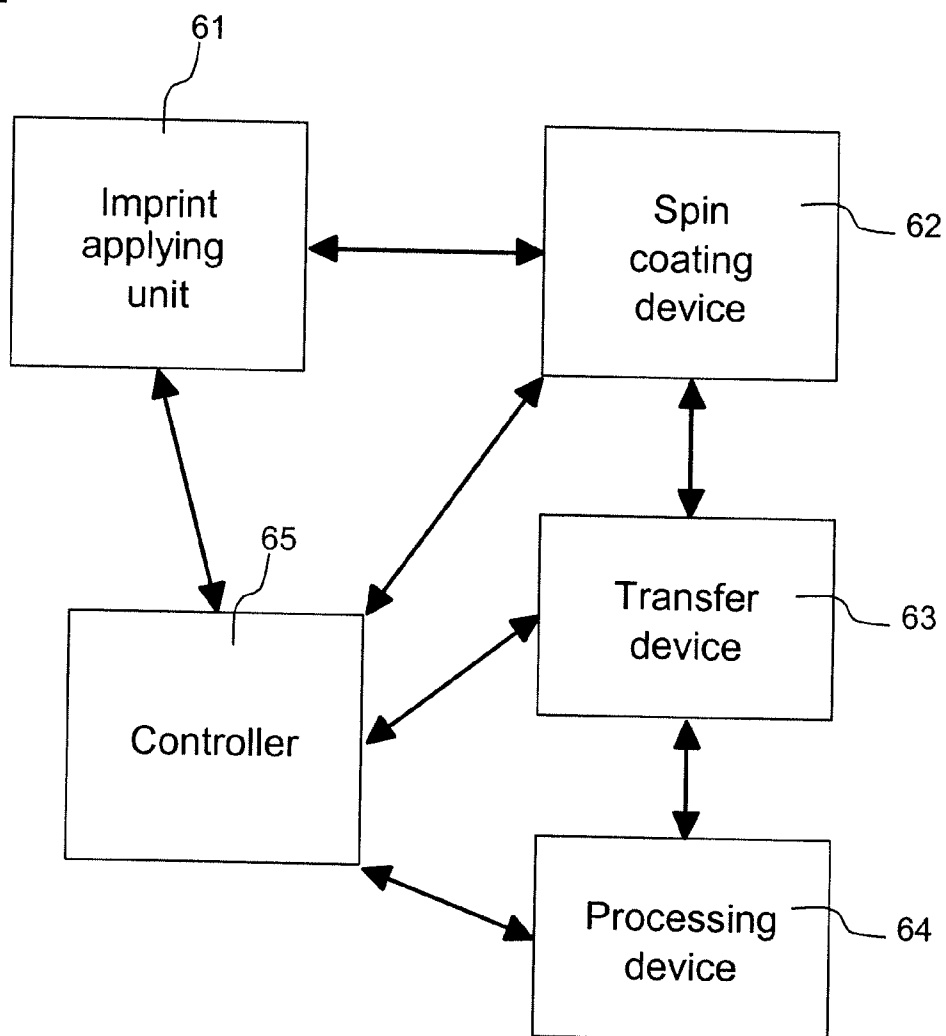 61
Imprint
applying
unit
Spin
coating
device
62
65
Controller
Transfer
device
63
Processing
device
64